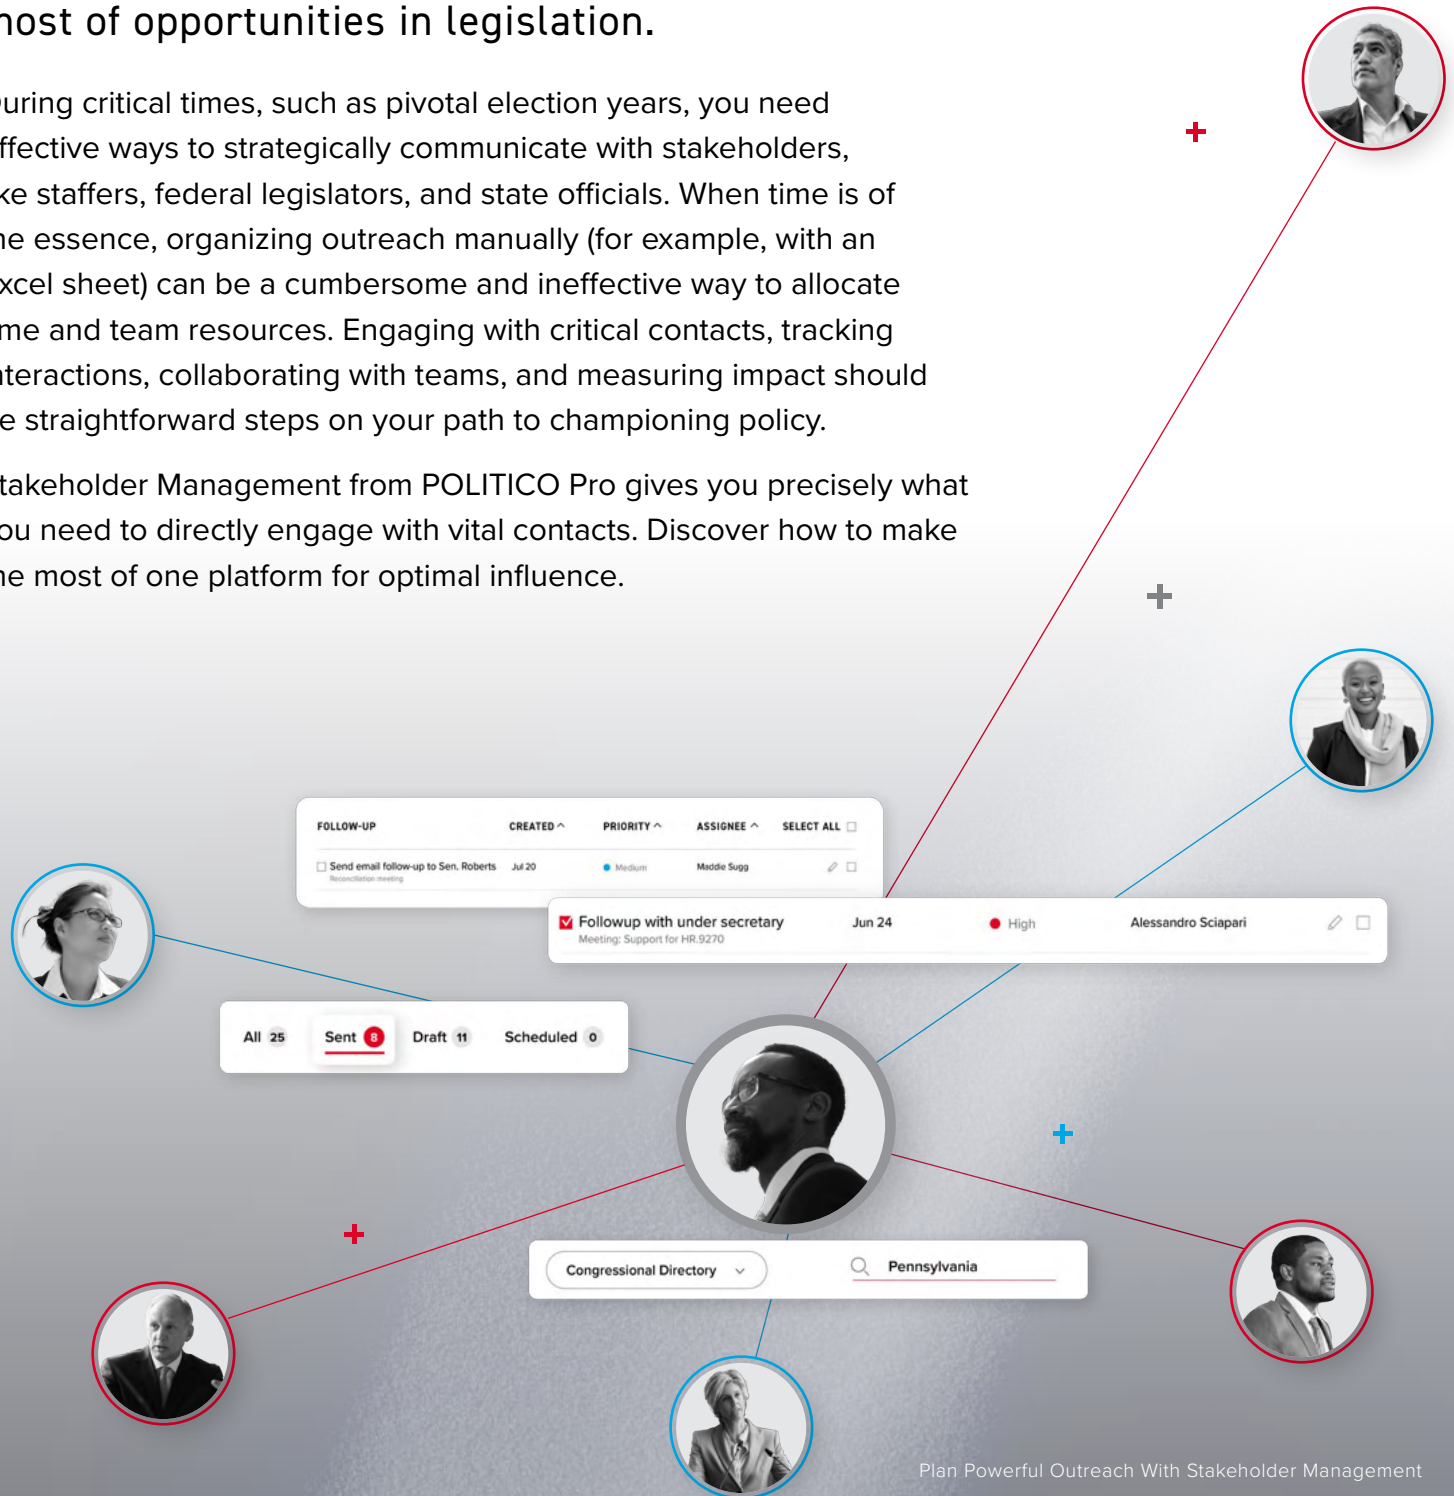 most of opportunities in legislation.
uring critical times, such as pivotal election years, you need
ffective ways to strategically communicate with stakeholders,
ke staffers, federal legislators, and state officials. When time is of
he essence, organizing outreach manually (for example, with an
xcel sheet) can be a cumbersome and ineffective way to allocate
me and team resources. Engaging with critical contacts, tracking
nteractions, collaborating with teams, and measuring impact should
e straightforward steps on your path to championing policy.
takeholder Management from POLITICO Pro gives you precisely what
ou need to directly engage with vital contacts. Discover how to make
he most of one platform for optimal influence.
FOLLOW-UP CREATED PRIORITY ASSIGNEE SELECT ALL
Send email follow-up to Sen. Roberts Jul 20 Medium Maddie Sugg
Reconciliation meeting
Followup with under secretary Jun 24 High Alessandro Sciapari
Meeting: Support for HR.9270
All 25 Sent 8 Draft 11 Scheduled 0
Congressional Directory Pennsylvania
Plan Powerful Outreach With Stakeholder Management